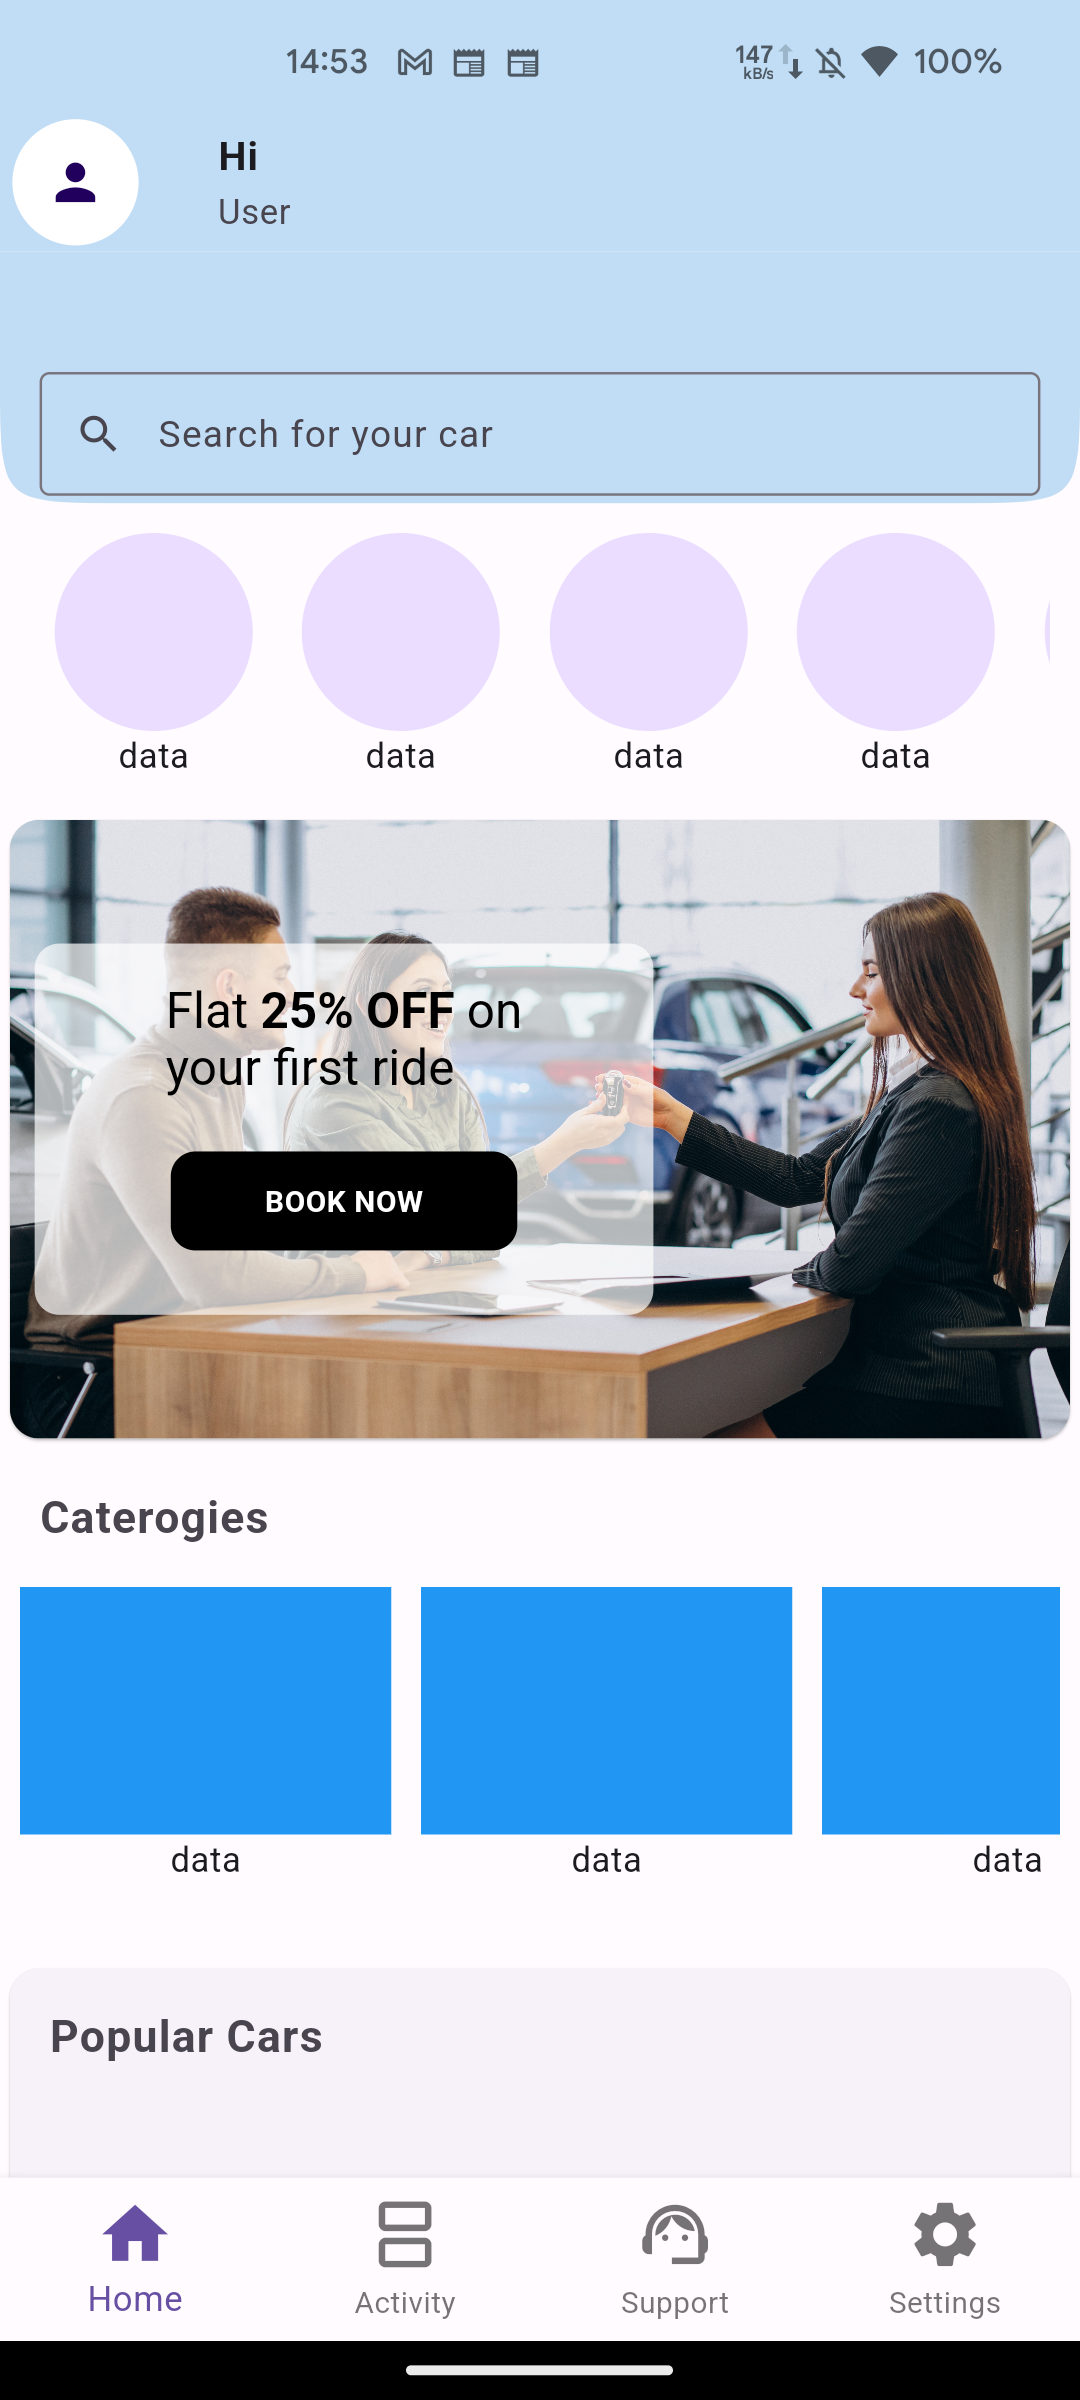 14:53 147 kB/s 100%
Hi
User
Search for your car
data data data data
Flat 25% OFF on
your first ride
BOOK NOW
Caterogies
data data data
Popular Cars
Home Activity Support Settings